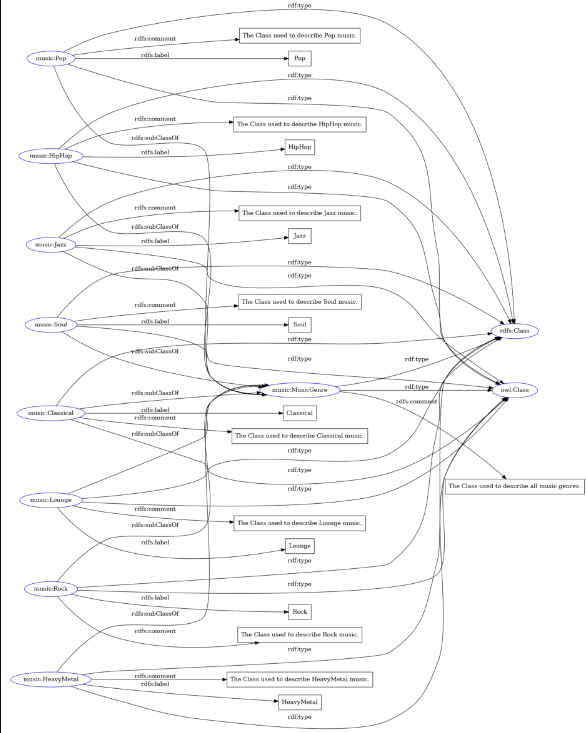 rdf:type
rdfs:comment
The Class used to describe Pop music.
music:Pop
rdfs:label
Pop
rdf:type
rdf:type
rdfs:comment
The Class used to describe HipHop music.
rdfs:subClassOf
HipHop
music:HipHop
rdfs:label
rdf:type
rdf:type
rdfs:comment
The Class used to describe Jazz music.
rdfs:subClassOf
Jazz
music:Jazz
rdfs:label
rdf:type
rdfs:subClassOf
rdf:type
rdfs:comment
The Class used to describe Soul music.
rdfs:label
music:Soul
Soul
rdfs:Class
rdf:type
rdfs:subClassOf
rdf:type
rdf:type
rdf:type
music:MusicGenre
owl:Class
rdfs:subClassOf
rdfs:comment
rdfs:label
music:Classical
Classical
rdfs:comment
rdfs:subClassOf
The Class used to describe Classical music.
rdf:type
rdf:type
The Class used to describe all music genres.
rdf:type
music:Lounge
rdfs:comment
The Class used to describe Lounge music.
rdfs:subClassOf
rdfs:label
Lounge
rdf:type
rdf:type
music:Rock
rdfs:label
Rock
rdfs:subClassOf
rdfs:comment
The Class used to describe Rock music.
rdf:type
rdfs:comment
music:HeavyMetal
The Class used to describe HeavyMetal music.
rdfs:label
HeavyMetal
rdf:type